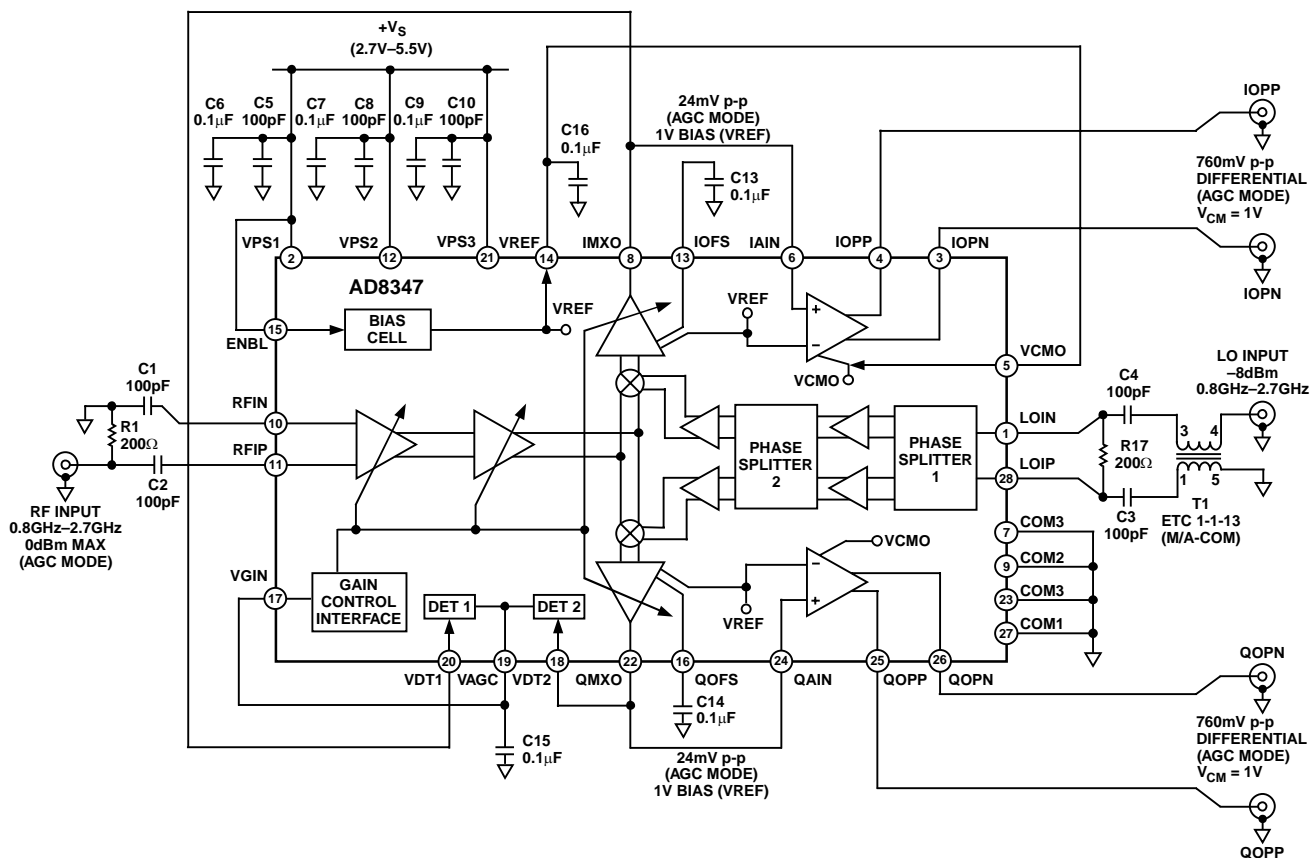 +VS
(2.7V–5.5V)
C6
0.1µF
C5
100pF
C7
0.1µF
C8
100pF
C9
0.1µF
C10
100pF
C16
0.1µF
24mV p-p
(AGC MODE)
1V BIAS (VREF)
C13
0.1µF
IOPP
760mV p-p
DIFFERENTIAL
(AGC MODE)
VCM = 1V
IOPN
VPS1
2
VPS2
12
VPS3
21
VREF
14
IMXO
8
IOFS
13
IAIN
6
IOPP
4
IOPN
3
AD8347
BIAS
CELL
VREF
VREF
+
–
VCMO
15
ENBL
5
VCMO
C1
100pF
R1
200Ω
C2
100pF
RFIN
10
RFIP
11
RF INPUT
0.8GHz–2.7GHz
0dBm MAX
(AGC MODE)
PHASE
SPLITTER
2
PHASE
SPLITTER
1
LOIN
1
LOIP
28
C4
100pF
R17
200Ω
C3
100pF
LO INPUT
–8dBm
0.8GHz–2.7GHz
3
4
1
5
T1
ETC 1-1-13
(M/A-COM)
COM3
7
COM2
9
COM3
23
COM1
27
VGIN
17
GAIN
CONTROL
INTERFACE
DET 1
DET 2
VCMO
–
+
VREF
20
VDT1
19
VAGC
18
VDT2
22
QMXO
16
QOFS
24
QAIN
25
QOPP
26
QOPN
C15
0.1µF
C14
0.1µF
24mV p-p
(AGC MODE)
1V BIAS (VREF)
QOPN
760mV p-p
DIFFERENTIAL
(AGC MODE)
VCM = 1V
QOPP